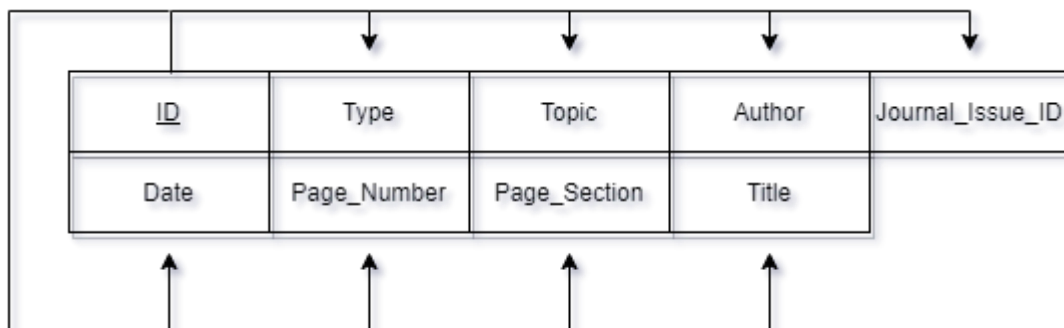 ID Type Topic Author Journal_Issue_ID
Date Page_Number Page_Section Title